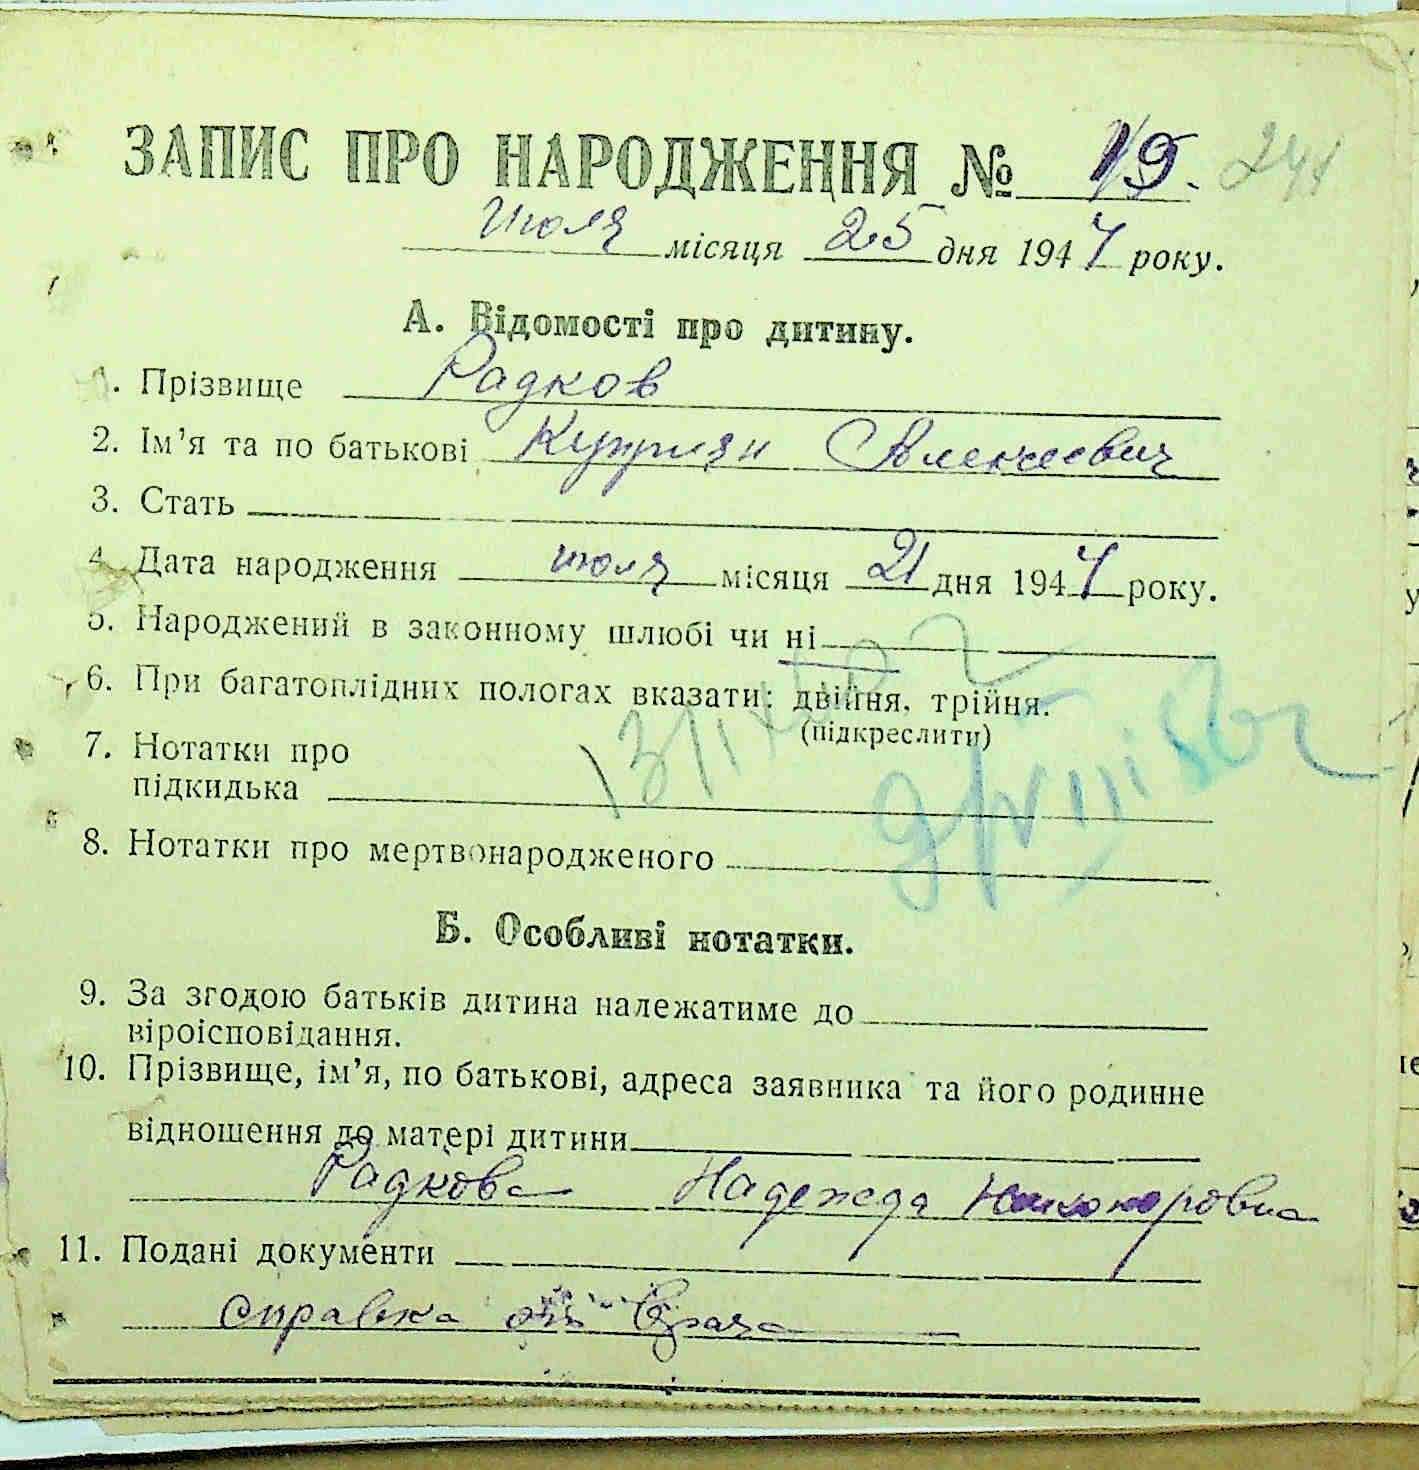 ЗАПИС ПРО НАРОДЖЕННЯ № 19. 241
июля місяця 25 дня 1947 року.
А. Відомості про дитину.
1. Прізвище Радков
2. Ім’я та по батькові Куприян Алексеевич
3. Стать
4. Дата народження июля місяця 21 дня 1947 року.
5. Народжений в законному шлюбі чи ні
6. При багатоплідних пологах вказати: двійня, трійня.
(підкреслити)
7. Нотатки про
підкидька
8. Нотатки про мертвонародженого
Б. Особливі нотатки.
9. За згодою батьків дитина належатиме до
віроісповідання.
10. Прізвище, ім’я, по батькові, адреса заявника та його родинне
відношення до матері дитини
Радкова Надежда
11. Подані документи
справка от врача